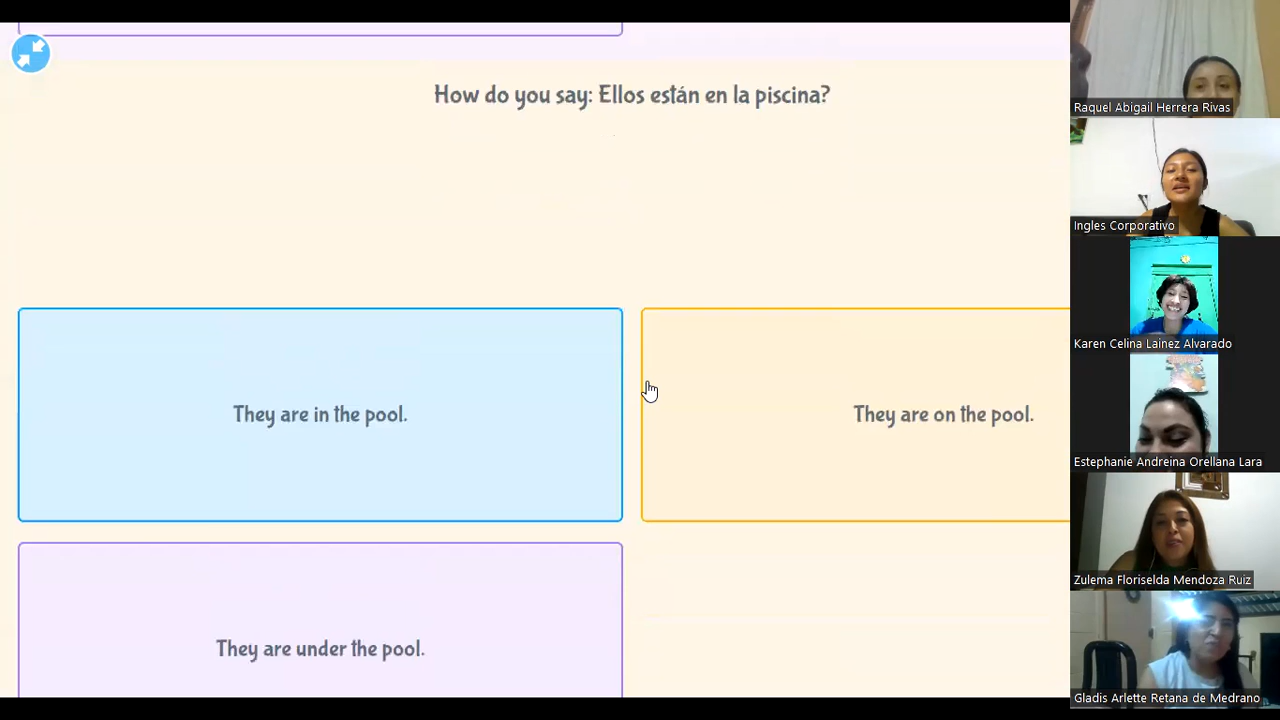 How do you say: Ellos están en la piscina?
They are in the pool.
They are on the pool.
They are under the pool.
Raquel Abigail Herrera Rivas
Ingles Corporativo
Karen Celina Lainez Alvarado
Estephanie Andreina Orellana Lara
Zulema Floriselda Mendoza Ruiz
Gladis Arlette Retana de Medrano